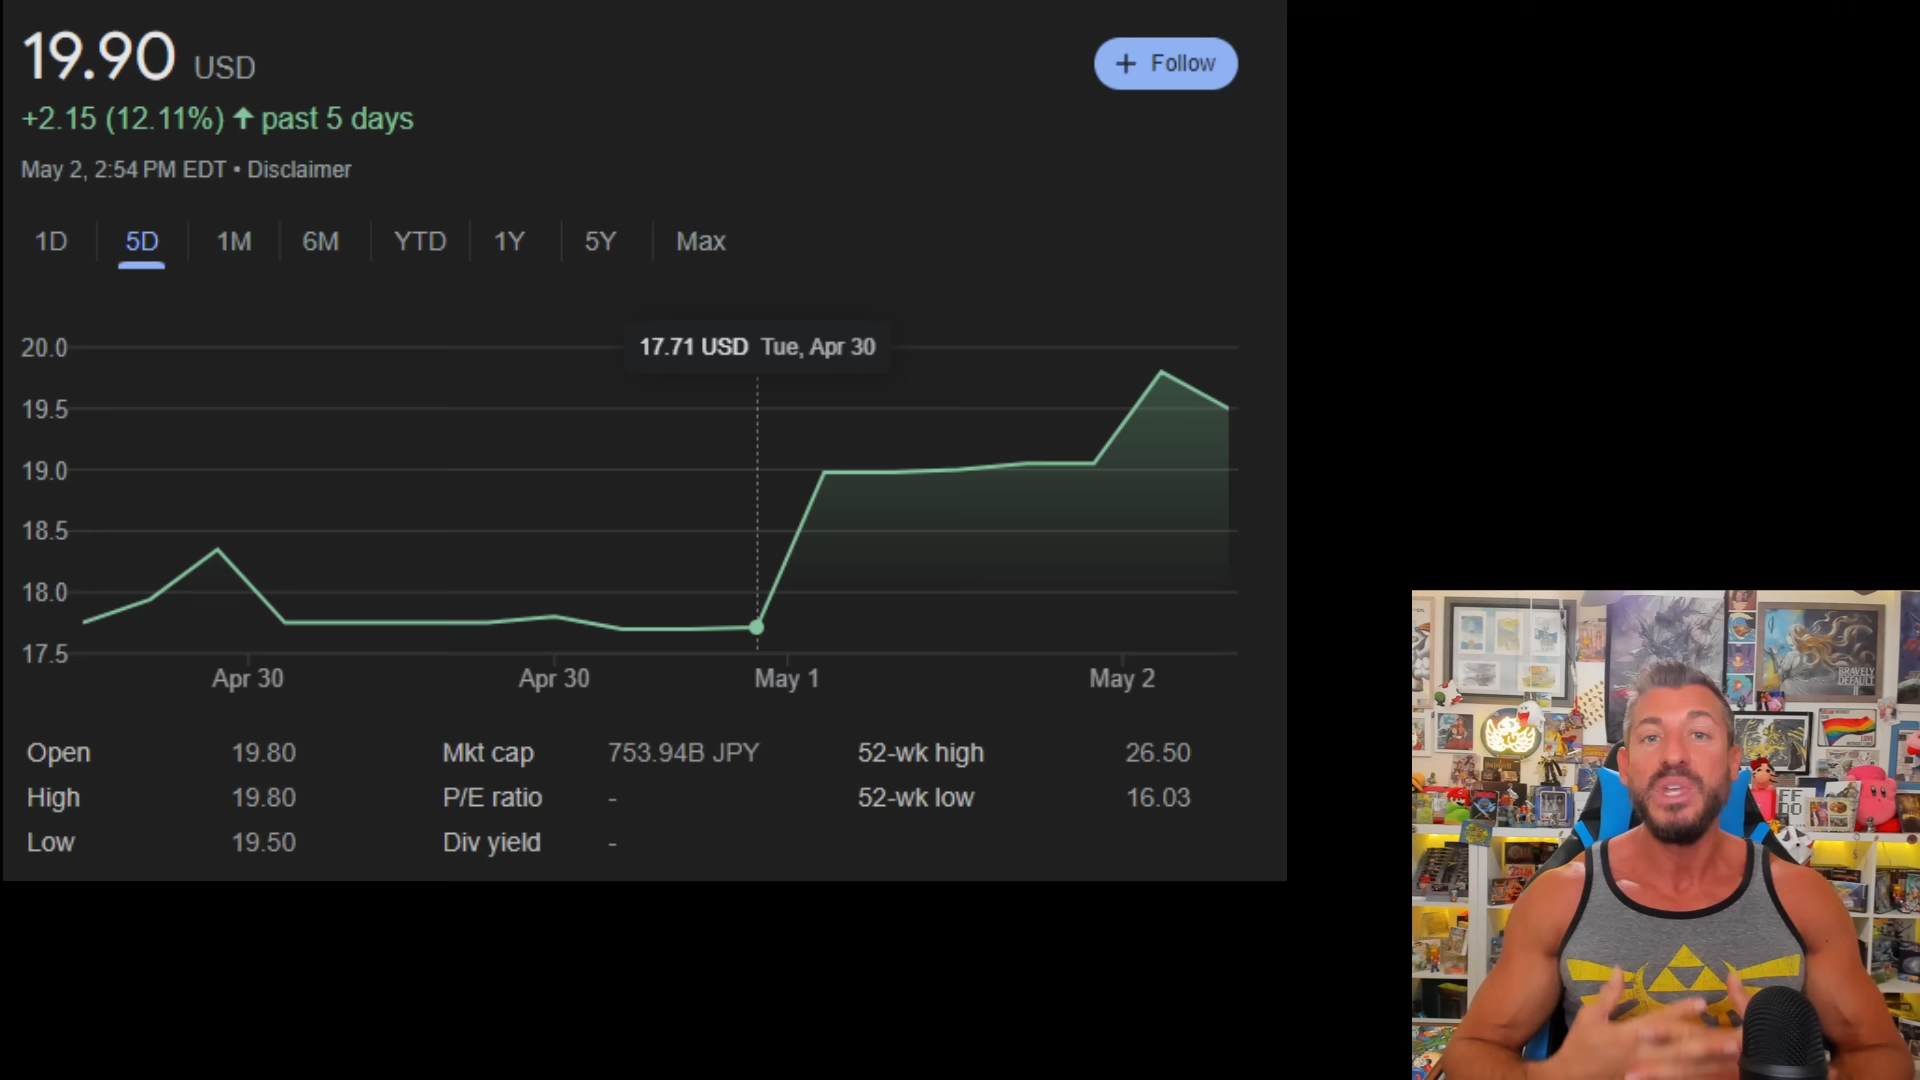 19.90 USD
+ Follow
+2.15 (12.11%) ↑ past 5 days
May 2, 2:54 PM EDT • Disclaimer
1D 5D 1M 6M YTD 1Y 5Y Max
17.71 USD Tue, Apr 30
20.0
19.5
19.0
18.5
18.0
17.5
Apr 30 Apr 30 May 1 May 2
Open 19.80 Mkt cap 753.94B JPY 52-wk high 26.50
High 19.80 P/E ratio - 52-wk low 16.03
Low 19.50 Div yield -
BRAVELY
DEFAULT
II